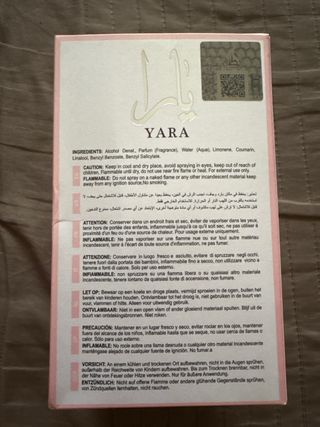 يارا
YARA
INGREDIENTS: Alcohol Denat., Parfum (Fragrance), Water (Aqua), Limonene, Coumarin,
Linalool, Benzyl Benzoate, Benzyl Salicylate.
CAUTION: Keep in cool and dry place, avoid spraying in eyes, keep out of reach of
children, Flammable until dry, do not use near fire flame or heat. For external use only.
FLAMMABLE: Do not spray on a naked flame or any other incandescent material keep
away from any ignition source, No smoking.
ATTENTION: Conserver dans un endroit frais et sec, éviter de vaporiser dans les yeux,
tenir hors de portée des enfants, inflammable jusqu'à ce qu'il soit sec, ne pas utiliser à
proximité d'un feu ou d'une source de chaleur. Pour usage externe uniquement.
INFLAMMABLE: Ne pas vaporiser sur une flamme nue ou sur tout autre matériau
incandescent, tenir à l'écart de toute source d'inflammation, ne pas fumer.
ATTENZIONE: Conservare in luogo fresco e asciutto, evitare di spruzzare negli occhi,
tenere fuori dalla portata dei bambini, infiammabile fino a secco, non utilizzare vicino a
fiamme o fonti di calore. Solo per uso esterno.
INFIAMMABILE: non spruzzare su una fiamma libera o su qualsiasi altro materiale
incandescente, tenere lontano da qualsiasi fonte di accensione, non fumare.
LET OP: Bewaar op een koele en droge plaats, vermijd sproeien in de ogen, buiten het
bereik van kinderen houden, Ontvlambaar tot het droog is, niet gebruiken in de buurt van
vuur, vlammen of hitte. Alleen voor uitwendig gebruik.
ONTVLAMBAAR: Niet in een open vlam of ander gloeiend materiaal spuiten. Blijf uit de
buurt van ontstekingsbronnen. Niet roken.
PRECAUCIÓN: Mantener en un lugar fresco y seco, evitar rociar en los ojos, mantener
fuera del alcance de los niños, inflamable hasta que se seque, no usar cerca de llamas o
calor. Sólo para uso externo.
INFLAMABLE: No rocíe sobre una llama desnuda o cualquier otro material incandescente
manténgase alejado de cualquier fuente de ignición. No fumar.
VORSICHT: An einem kühlen und trockenen Ort aufbewahren, nicht in die Augen sprühen,
außerhalb der Reichweite von Kindern aufbewahren. Bis zum Trocknen brennbar, nicht in
der Nähe von Feuer oder Hitze verwenden. Nur für äußere Anwendung.
ENTZÜNDLICH: Nicht auf offene Flamme oder andere glühende Gegenstände sprühen,
von Zündquellen fernhalten, nicht rauchen.